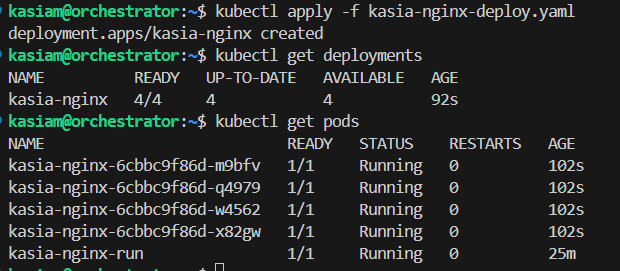 kasiam@orchestrator:~$ kubectl apply -f kasia-nginx-deploy.yaml
deployment.apps/kasia-nginx created
kasiam@orchestrator:~$ kubectl get deployments
NAME          READY   UP-TO-DATE   AVAILABLE   AGE
kasia-nginx   4/4     4            4           92s
kasiam@orchestrator:~$ kubectl get pods
NAME                           READY   STATUS    RESTARTS   AGE
kasia-nginx-6cbbc9f86d-m9bfv   1/1     Running   0          102s
kasia-nginx-6cbbc9f86d-q4979   1/1     Running   0          102s
kasia-nginx-6cbbc9f86d-w4562   1/1     Running   0          102s
kasia-nginx-6cbbc9f86d-x82gw   1/1     Running   0          102s
kasia-nginx-run                1/1     Running   0          25m
kasiam@orchestrator:~$